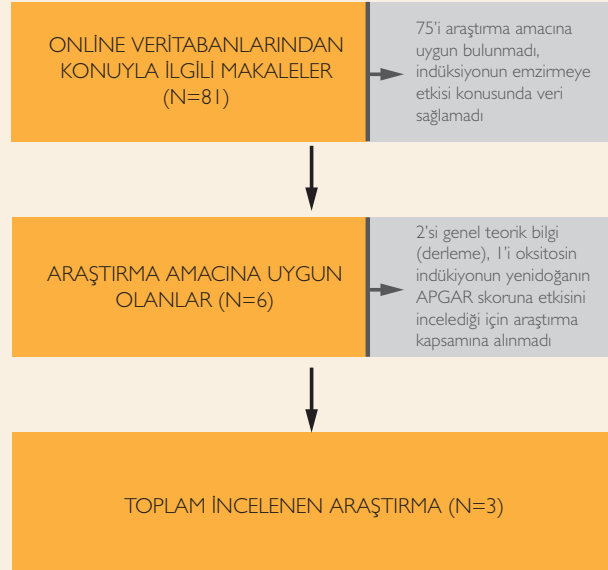 ONLİNE VERİTABANLARINDAN
KONUYLA İLGİLİ MAKALELER
(N=81)
75'i araştırma amacına
uygun bulunmadı,
indüksiyonun emzirmeye
etkisi konusunda veri
sağlamadı
ARAŞTIRMA AMACINA UYGUN
OLANLAR (N=6)
2'si genel teorik bilgi
(derleme), 1'i oksitosin
indükiyonun yenidoğanın
APGAR skoruna etkisini
incelediği için araştırma
kapsamına alınmadı
TOPLAM İNCELENEN ARAŞTIRMA (N=3)